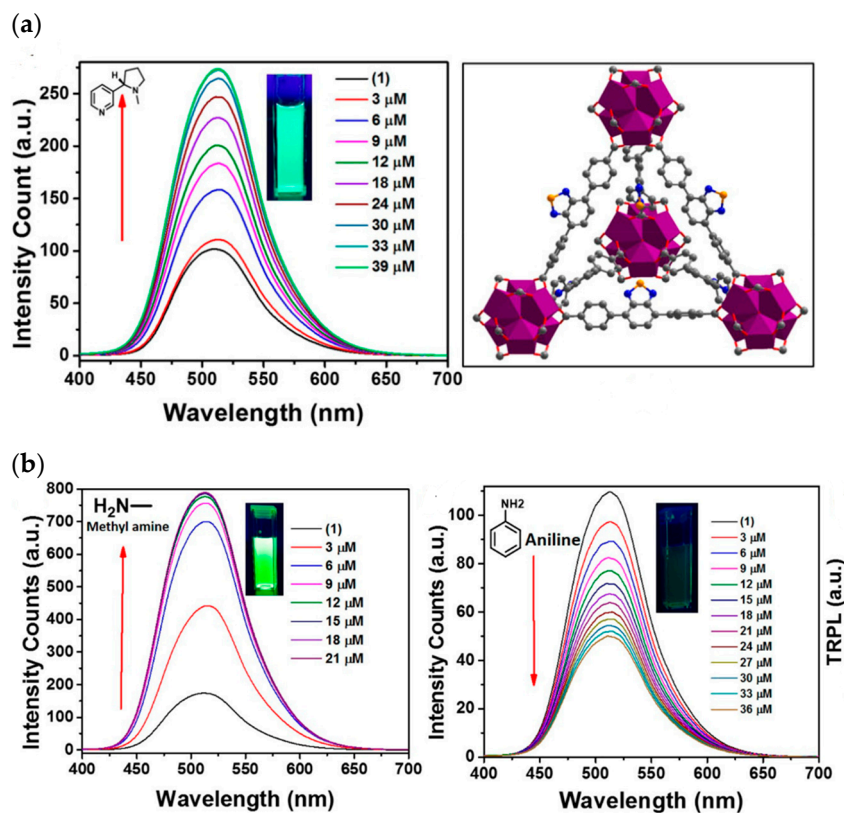 (a)
Intensity Count (a.u.)
250
200
150
100
50
0
H
N
N
(1)
3 μM
6 μM
9 μM
12 μM
18 μM
24 μM
30 μM
33 μM
39 μM
400 450 500 550 600 650 700
Wavelength (nm)
(b)
Intensity Counts (a.u.)
800
700
600
500
400
300
200
100
0
H₂N
Methyl amine
(1)
3 μM
6 μM
9 μM
12 μM
15 μM
18 μM
21 μM
400 450 500 550 600 650 700
Wavelength (nm)
Intensity Counts (a.u.)
100
80
60
40
20
0
NH2
Aniline
(1)
3 μM
6 μM
9 μM
12 μM
15 μM
18 μM
21 μM
24 μM
27 μM
30 μM
33 μM
36 μM
400 450 500 550 600 650 700
Wavelength (nm)
TRPL (a.u.)